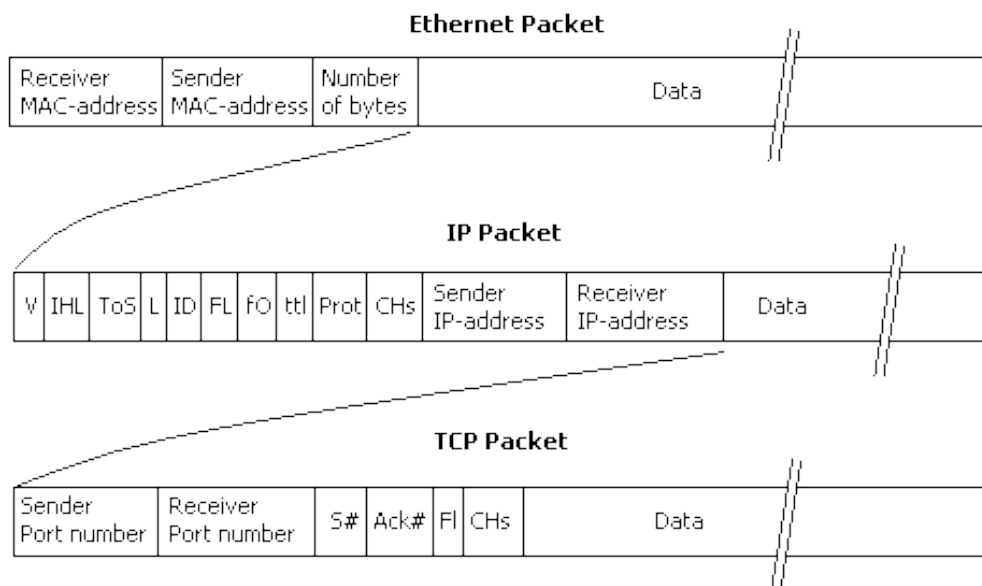 Ethernet Packet
Receiver MAC-address
Sender MAC-address
Number of bytes
Data
IP Packet
V IHL ToS L ID FL fO ttl Prot CHs
Sender IP-address
Receiver IP-address
Data
TCP Packet
Sender Port number
Receiver Port number
S# Ack# Fl CHs
Data